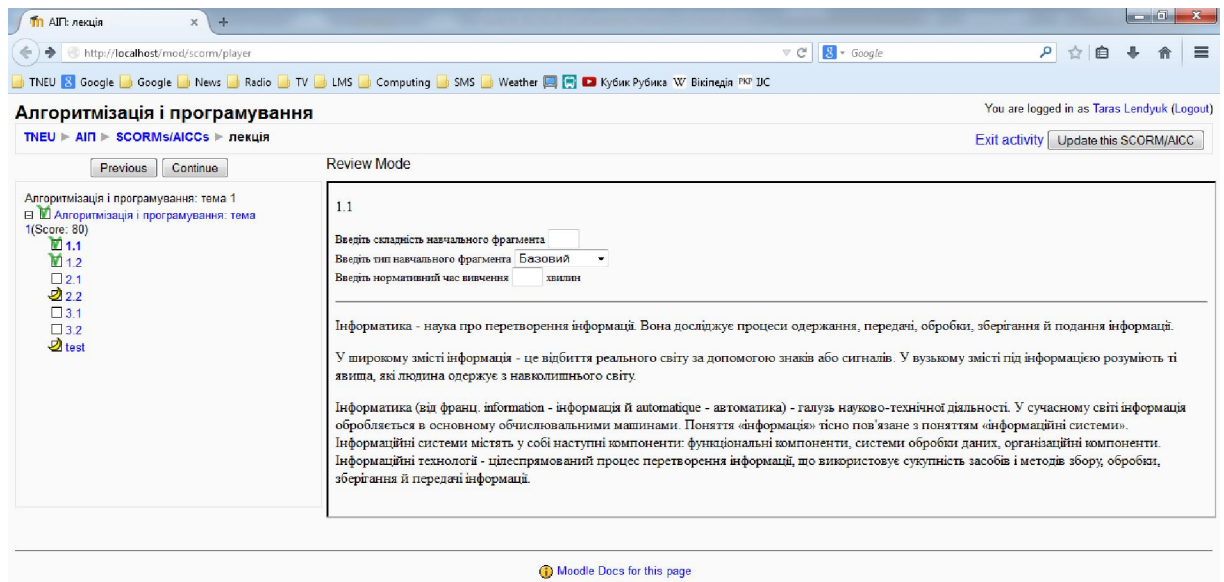 АІП: лекція
http://localhost/mod/scorm/player
Google
TNEU Google Google News Radio TV LMS Computing SMS Weather Кубик Рубика Вікіпедія РКР ЦС
Алгоритмізація і програмування
You are logged in as Taras Lendyuk (Logout)
TNEU ► АІП ► SCORMs/AICCs ► лекція
Exit activity Update this SCORM/AICC
Previous Continue
Review Mode
Алгоритмізація і програмування: тема 1
Алгоритмізація і програмування: тема
1(Score: 80)
1.1
1.2
2.1
2.2
3.1
3.2
test
1.1
Введіть складність навчального фрагмента
Введіть тип навчального фрагмента Базовий
Введіть нормативний час вивчення хвилин
Інформатика - наука про перетворення інформації. Вона досліджує процеси одержання, передачі, обробки, зберігання й подання інформації.
У широкому змісті інформація - це відбиття реального світу за допомогою знаків або сигналів. У вузькому змісті під інформацією розуміють ті
явища, які людина одержує з навколишнього світу.
Інформатика (від франц. information - інформація й automatique - автоматика) - галузь науково-технічної діяльності. У сучасному світі інформація
обробляється в основному обчислювальними машинами. Поняття «інформація» тісно пов'язане з поняттям «інформаційні системи».
Інформаційні системи містять у собі наступні компоненти: функціональні компоненти, системи обробки даних, організаційні компоненти.
Інформаційні технології - цілеспрямований процес перетворення інформації, що використовує сукупність засобів і методів збору, обробки,
зберігання й передачі інформації.
Moodle Docs for this page